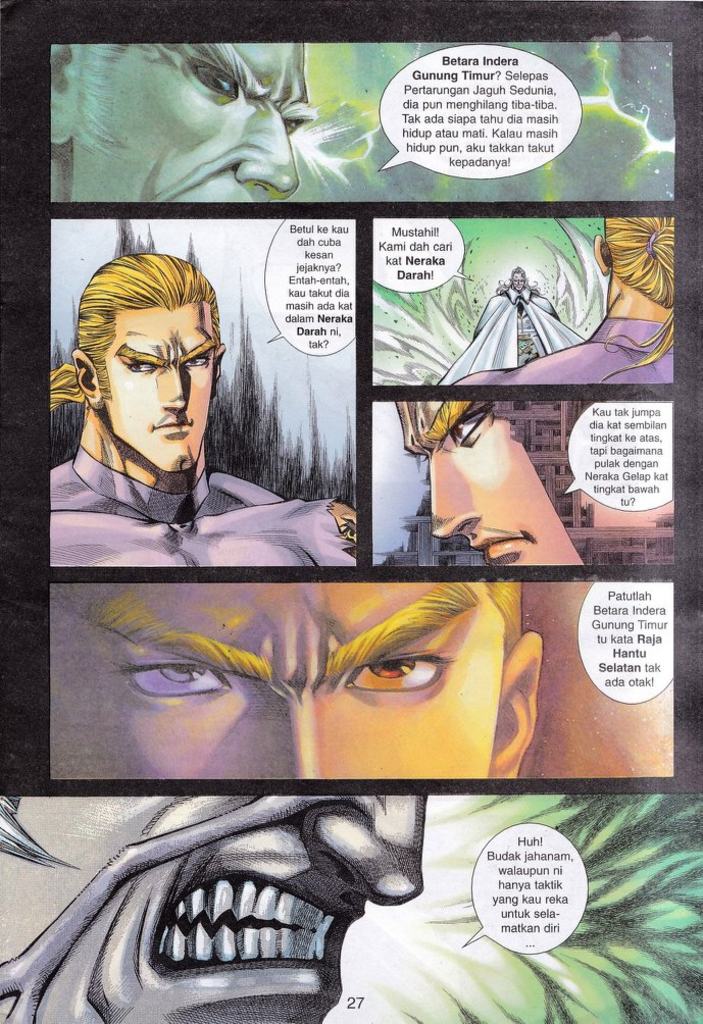 Betara Indera
Gunung Timur? Selepas
Pertarungan Jaguh Sedunia,
dia pun menghilang tiba-tiba.
Tak ada siapa tahu dia masih
hidup atau mati. Kalau masih
hidup pun, aku takkan takut
kepadanya!
Betul ke kau
dah cuba
kesan
jejaknya?
Entah-entah,
kau takut dia
masih ada kat
dalam Neraka
Darah ni,
tak?
Mustahil!
Kami dah cari
kat Neraka
Darah!
Kau tak jumpa
dia kat sembilan
tingkat ke atas,
tapi bagaimana
pulak dengan
Neraka Gelap kat
tingkat bawah
tu?
Patutlah
Betara Indera
Gunung Timur
tu kata Raja
Hantu
Selatan tak
ada otak!
Huh!
Budak jahanam,
walaupun ni
hanya taktik
yang kau reka
untuk sela-
matkan diri
...
27